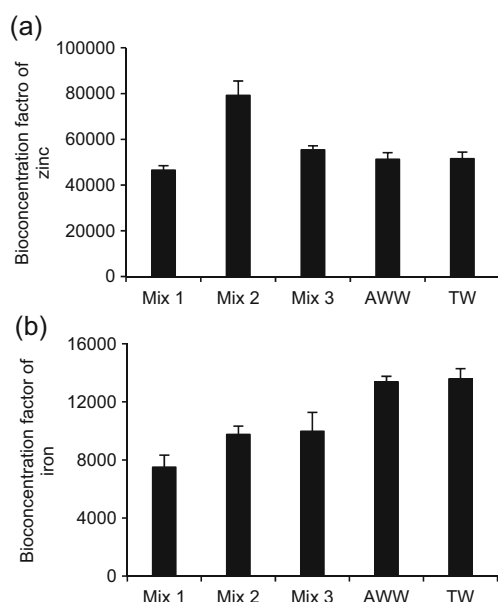 (a)
Bioconcentration factro of
zinc
100000
80000
60000
40000
20000
0
Mix 1 Mix 2 Mix 3 AWW TW
(b)
Bioconcentration factor of
iron
16000
12000
8000
4000
0
Mix 1 Mix 2 Mix 3 AWW TW